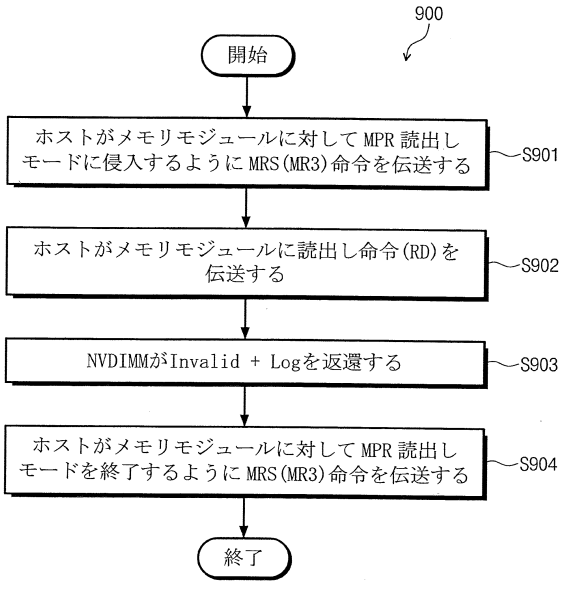 900
開始
ホストがメモリモジュールに対して MPR 読出し
モードに侵入するように MRS(MR3)命令を伝送する
S901
ホストがメモリモジュールに読出し命令(RD)を
伝送する
S902
NVDIMMがInvalid + Logを返還する
S903
ホストがメモリモジュールに対して MPR 読出し
モードを終了するように MRS(MR3)命令を伝送する
S904
終了